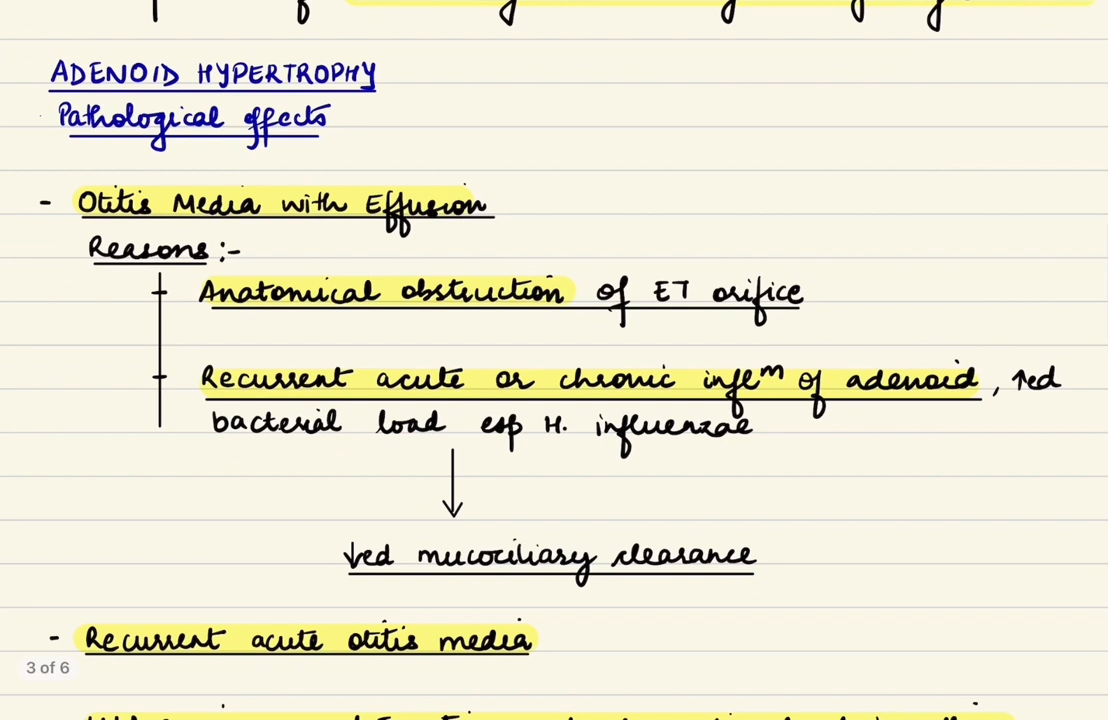 ADENOID HYPERTROPHY
Pathological effects
- Otitis Media with Effusion
Reasons :-
Anatomical obstruction of ET orifice
Recurrent acute or chronic infeᵐ of adenoid, ↑ed
bacterial load esp H. influenzae
↓
↓ed mucociliary clearance
- Recurrent acute otitis media
3 of 6